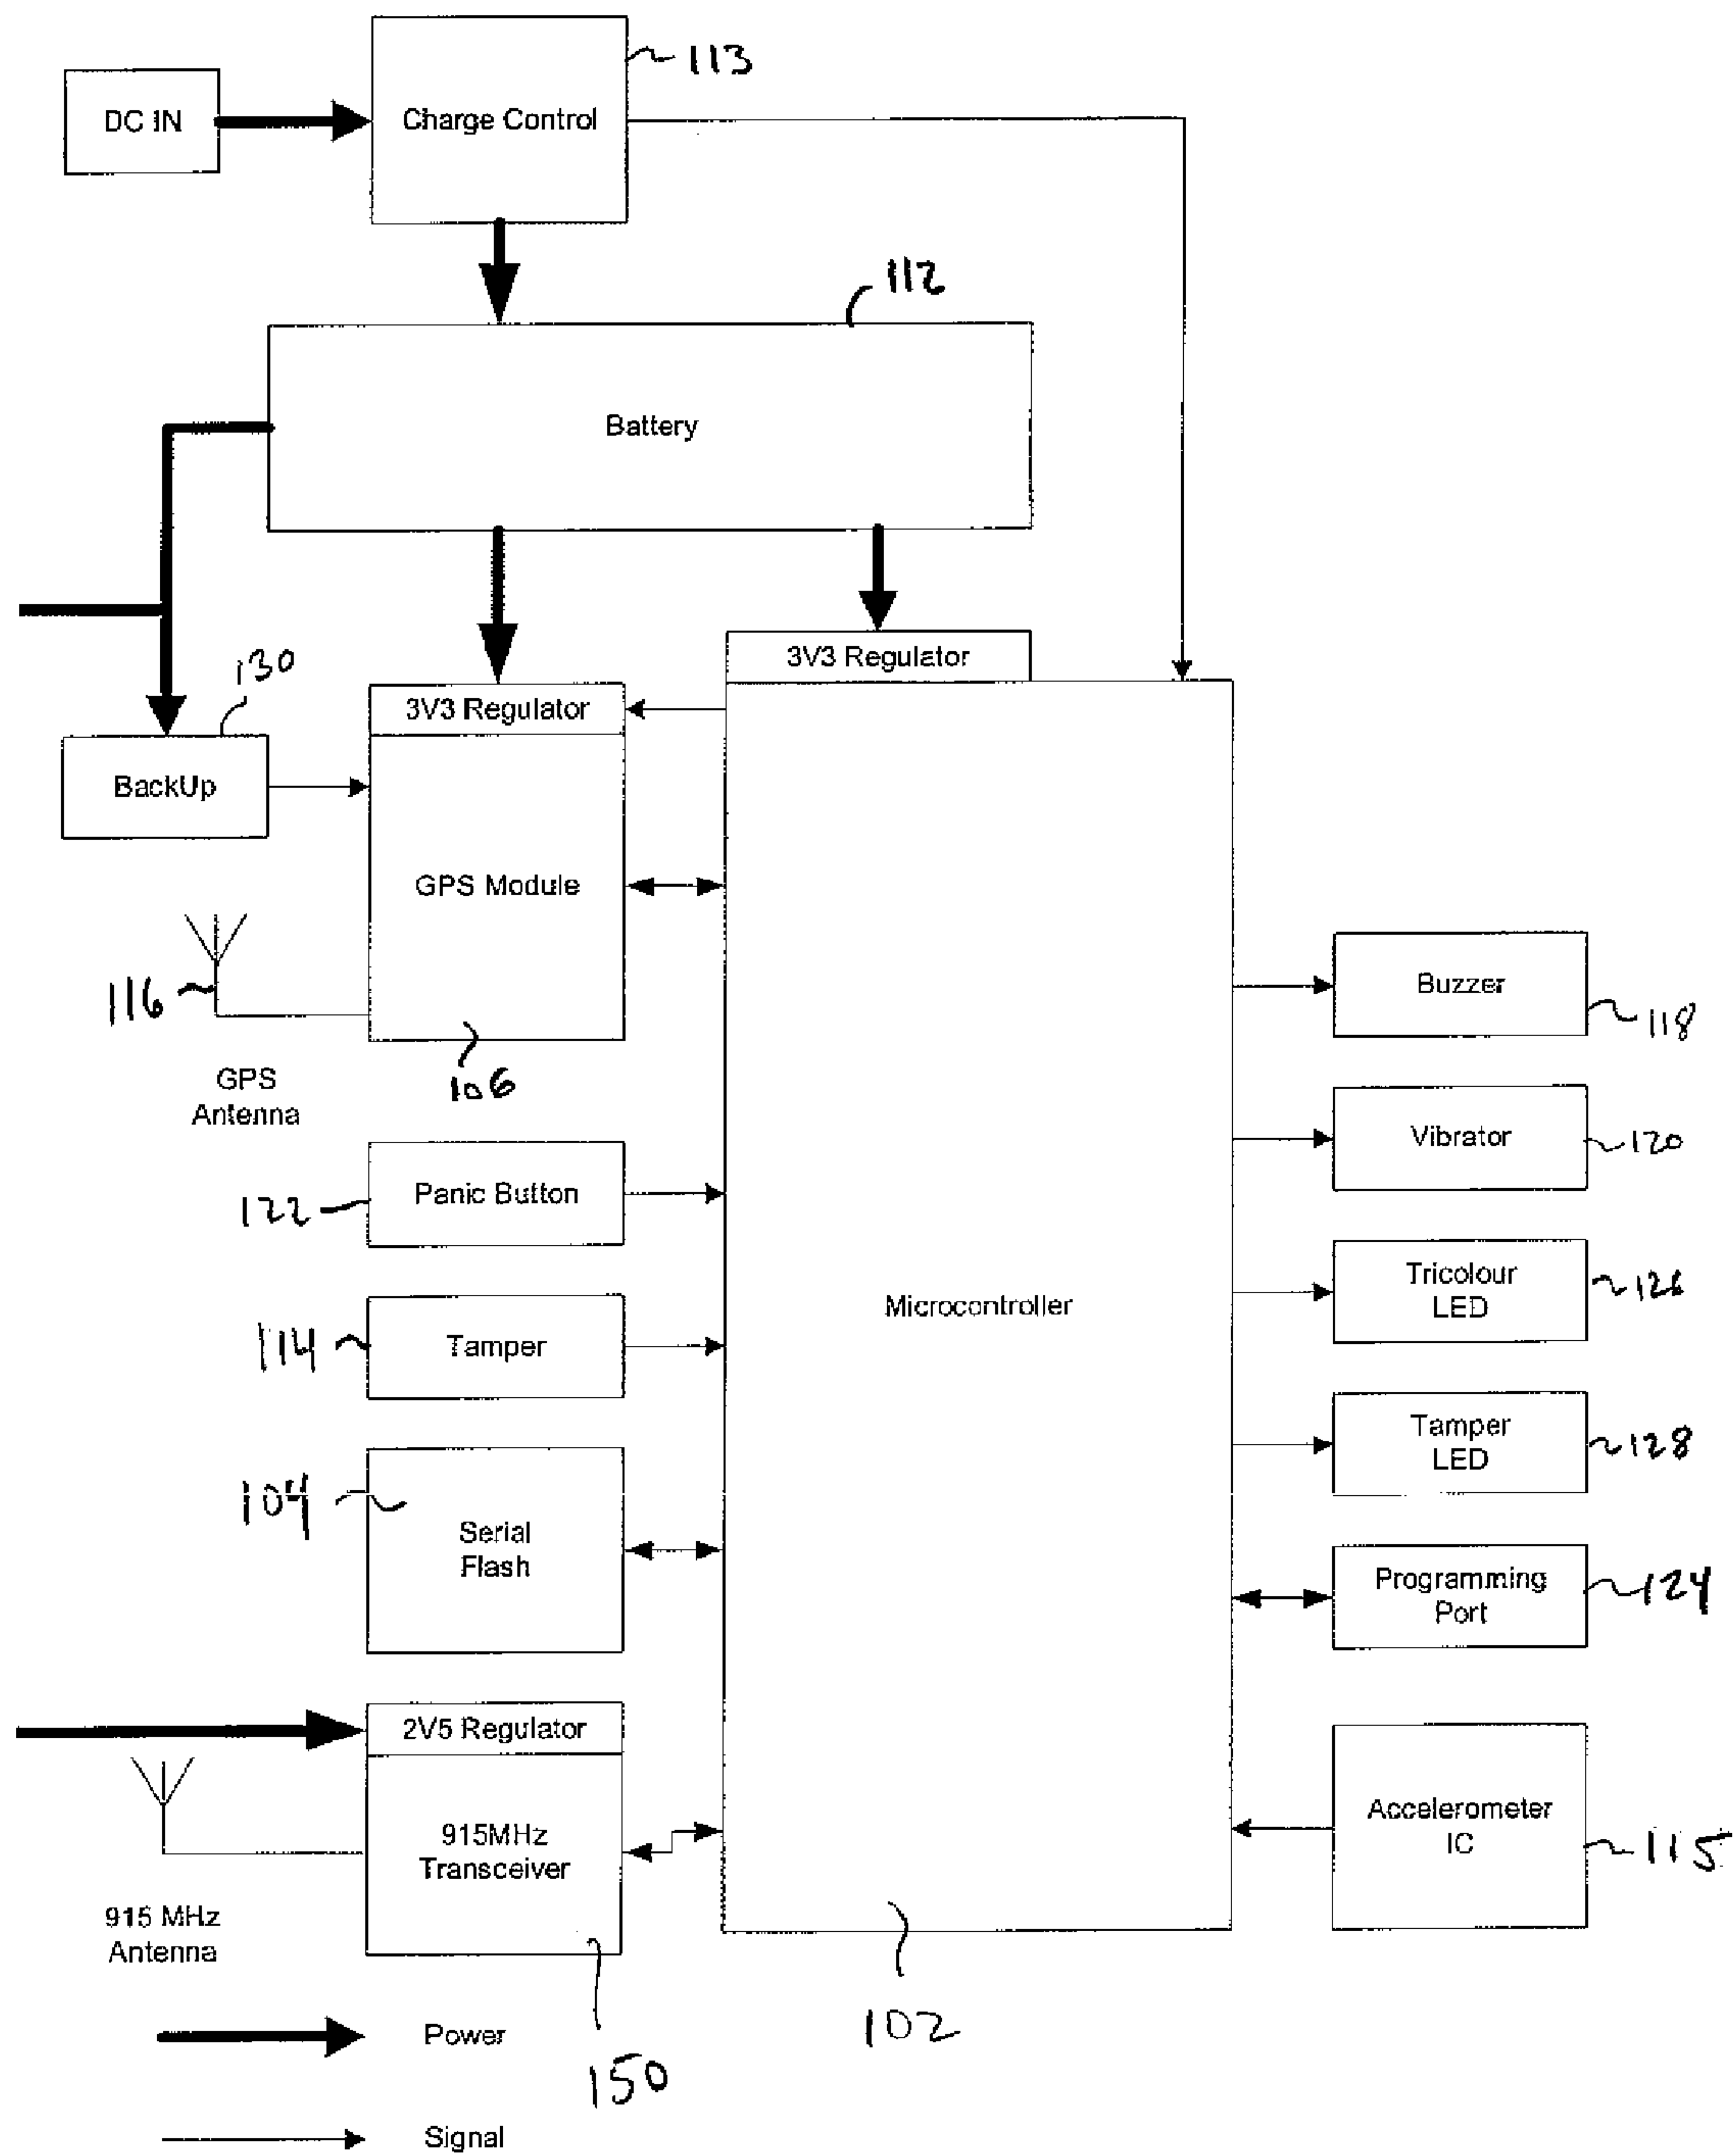 113
DC IN
Charge Control
112
Battery
130
3V3 Regulator
3V3 Regulator
BackUp
GPS Module
116
Buzzer
118
106
GPS
Antenna
Vibrator
120
122
Panic Button
Tricolour
LED
126
Microcontroller
114
Tamper
Tamper
LED
128
104
Serial
Flash
Programming
Port
124
2V5 Regulator
915MHz
Transceiver
Accelerometer
IC
115
915 MHz
Antenna
102
Power
150
Signal